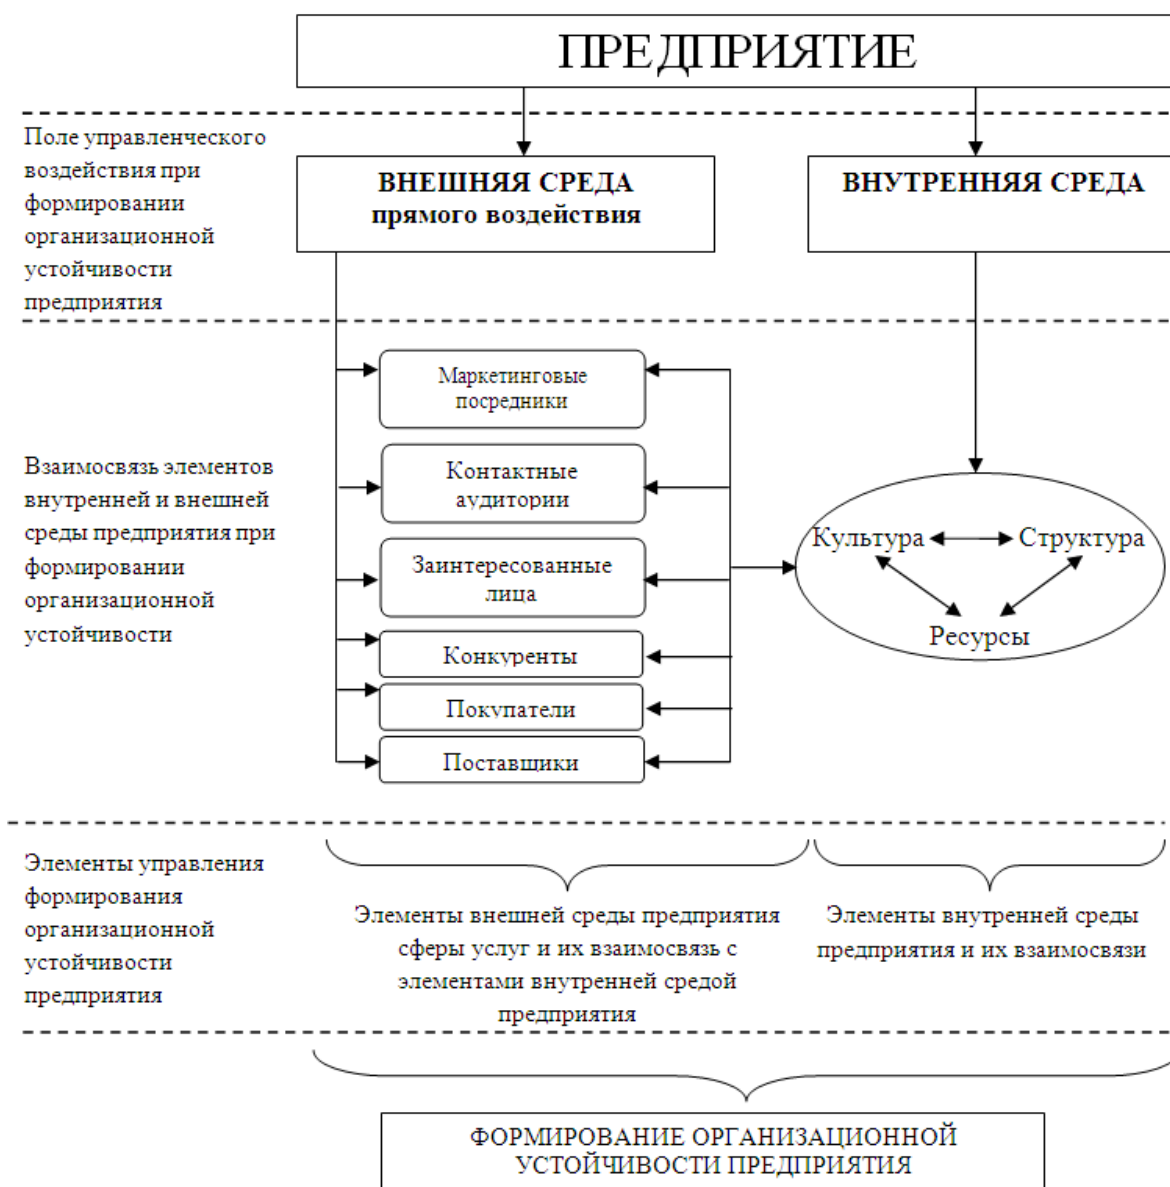 ПРЕДПРИЯТИЕ
Поле управленческого
воздействия при
формировании
организационной
устойчивости
предприятия
ВНЕШНЯЯ СРЕДА
прямого воздействия
ВНУТРЕННЯЯ СРЕДА
Взаимосвязь элементов
внутренней и внешней
среды предприятия при
формировании
организационной
устойчивости
Маркетинговые
посредники
Контактные
аудитории
Заинтересованные
лица
Конкуренты
Покупатели
Поставщики
Культура
Структура
Ресурсы
Элементы управления
формирования
организационной
устойчивости
предприятия
Элементы внешней среды предприятия
сферы услуг и их взаимосвязь с
элементами внутренней средой
предприятия
Элементы внутренней среды
предприятия и их взаимосвязи
ФОРМИРОВАНИЕ ОРГАНИЗАЦИОННОЙ
УСТОЙЧИВОСТИ ПРЕДПРИЯТИЯ